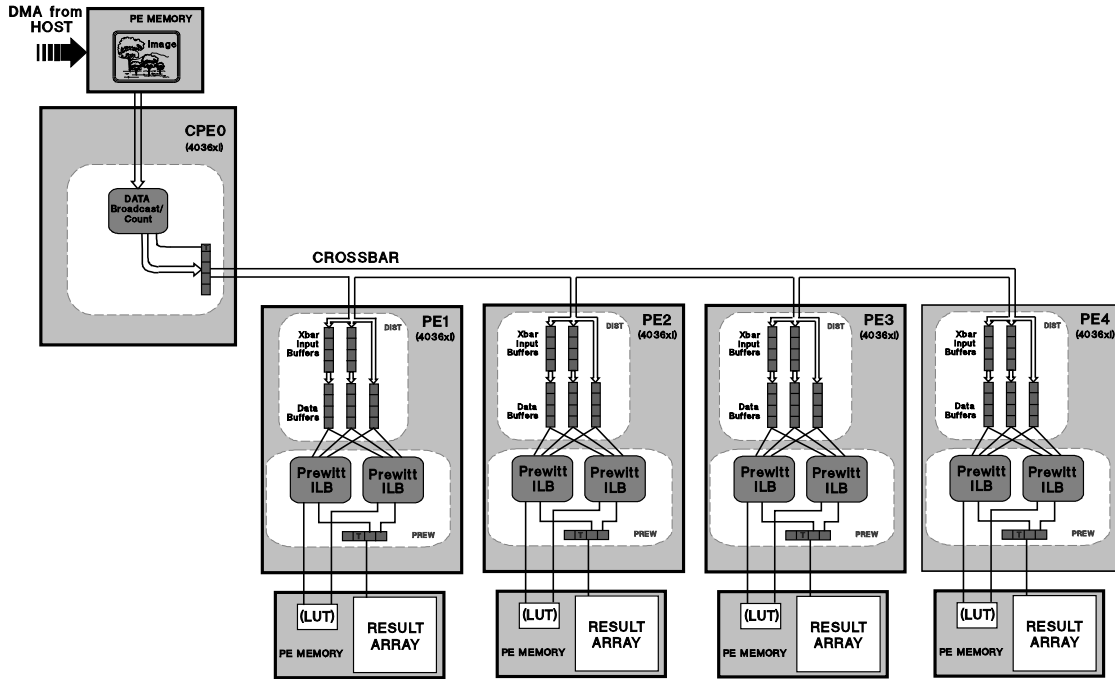 DMA from
HOST
PE MEMORY
Image
CPE0
(4036xl)
DATA
Broadcast/
Count
T
CROSSBAR
PE1
(4036xl)
DIST
Xbar
Input
Buffers
Data
Buffers
Prewitt
ILB
Prewitt
ILB
T
PREW
(LUT)
RESULT
ARRAY
PE MEMORY
PE2
(4036xl)
DIST
Xbar
Input
Buffers
Data
Buffers
Prewitt
ILB
Prewitt
ILB
T
PREW
(LUT)
RESULT
ARRAY
PE MEMORY
PE3
(4036xl)
DIST
Xbar
Input
Buffers
Data
Buffers
Prewitt
ILB
Prewitt
ILB
T
PREW
(LUT)
RESULT
ARRAY
PE MEMORY
PE4
(4036xl)
DIST
Xbar
Input
Buffers
Data
Buffers
Prewitt
ILB
Prewitt
ILB
T
PREW
(LUT)
RESULT
ARRAY
PE MEMORY